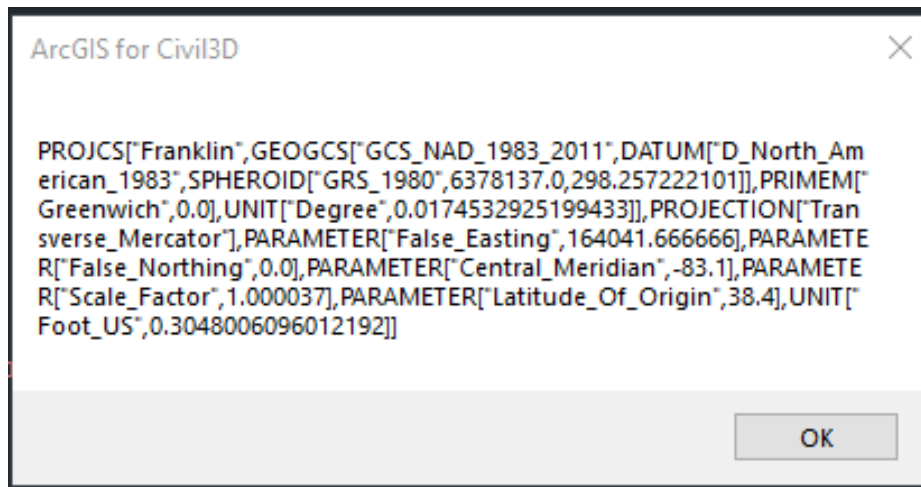 ArcGIS for Civil3D
PROJCS["Franklin",GEOGCS["GCS_NAD_1983_2011",DATUM["D_North_Am
erican_1983",SPHEROID["GRS_1980",6378137.0,298.257222101]],PRIMEM["
Greenwich",0.0],UNIT["Degree",0.0174532925199433]],PROJECTION["Tran
sverse_Mercator"],PARAMETER["False_Easting",164041.666666],PARAMETE
R["False_Northing",0.0],PARAMETER["Central_Meridian",-83.1],PARAMETE
R["Scale_Factor",1.000037],PARAMETER["Latitude_Of_Origin",38.4],UNIT["
Foot_US",0.3048006096012192]]
OK